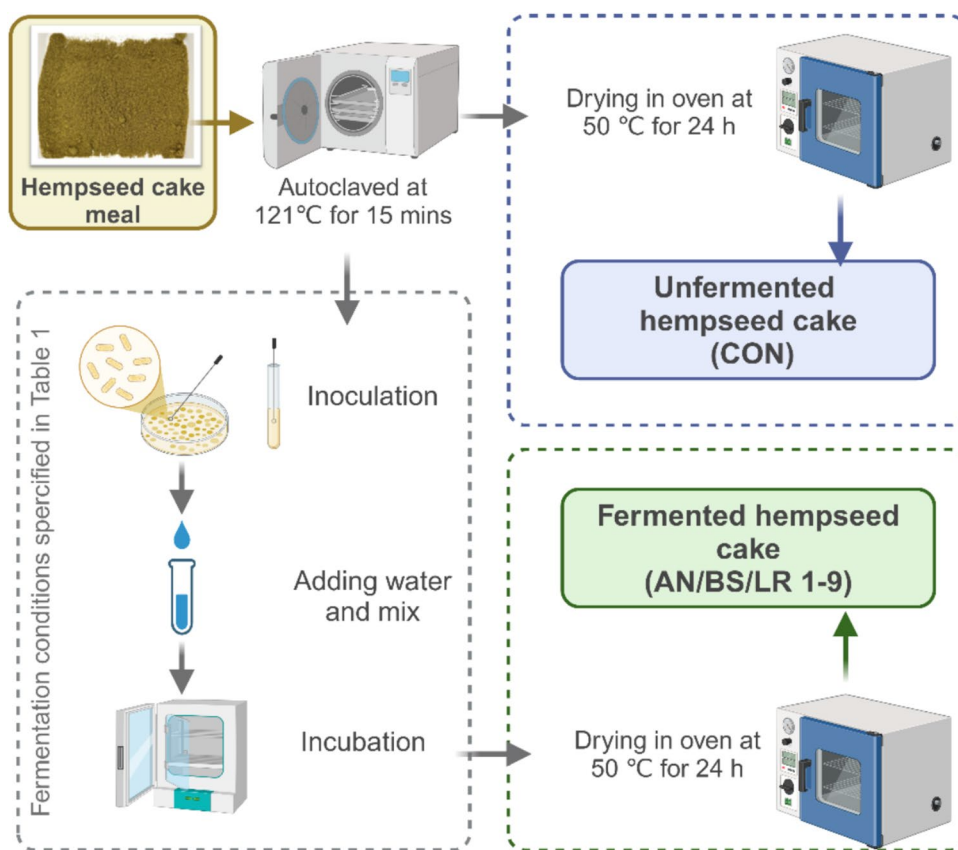 Hempseed cake
meal
Autoclaved at
121℃ for 15 mins
Drying in oven at
50 ℃ for 24 h
Unfermented
hempseed cake
(CON)
Fermentation conditions spercified in Table 1
Inoculation
Adding water
and mix
Incubation
Drying in oven at
50 ℃ for 24 h
Fermented hempseed
cake
(AN/BS/LR 1-9)